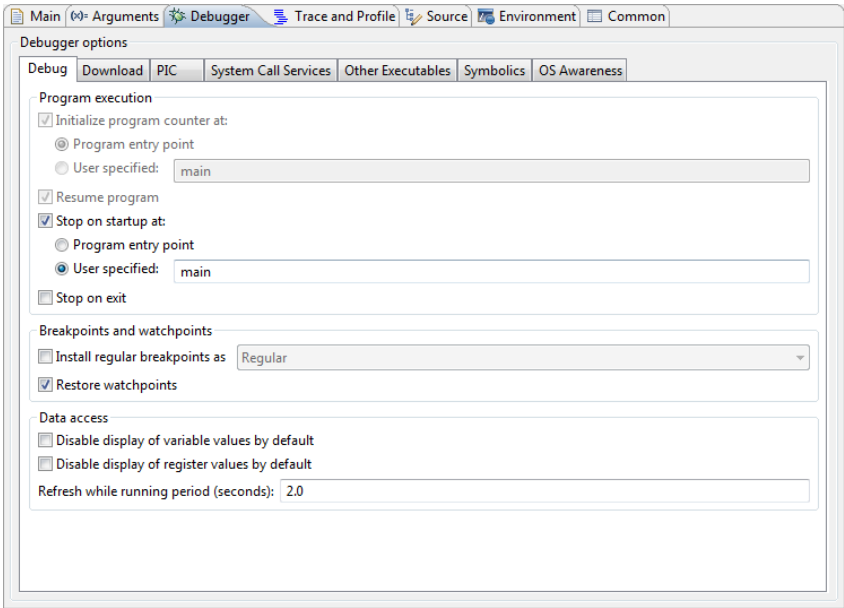 Main (x)= Arguments Debugger Trace and Profile Source Environment Common
Debugger options
Debug Download PIC System Call Services Other Executables Symbolics OS Awareness
Program execution
Initialize program counter at:
Program entry point
User specified: main
Resume program
Stop on startup at:
Program entry point
User specified: main
Stop on exit
Breakpoints and watchpoints
Install regular breakpoints as Regular
Restore watchpoints
Data access
Disable display of variable values by default
Disable display of register values by default
Refresh while running period (seconds): 2.0